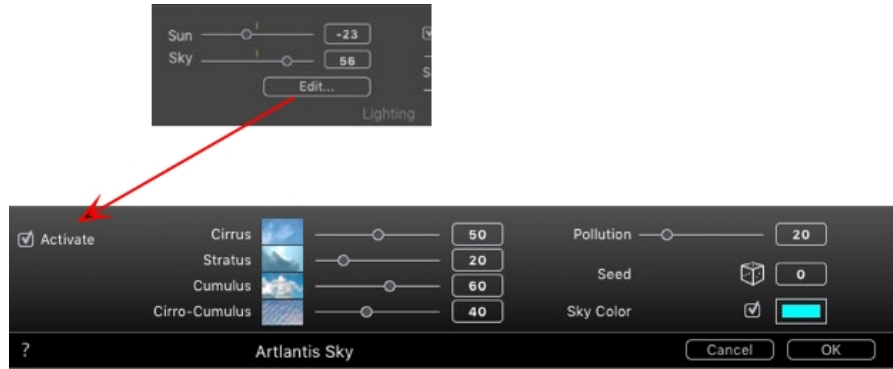 Sun -23
Sky 56
S
Edit...
Lighting
Activate Cirrus 50 Pollution 20
Stratus 20
Cumulus 60 Seed 0
Cirro-Cumulus 40 Sky Color
? Artlantis Sky Cancel OK